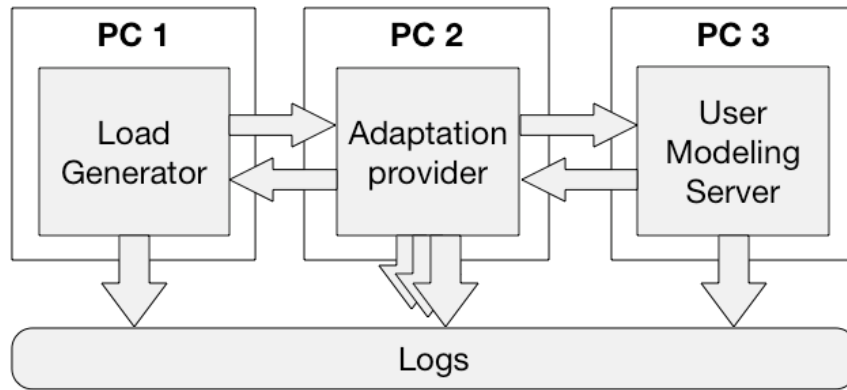 PC 1
Load
Generator
PC 2
Adaptation
provider
PC 3
User
Modeling
Server
Logs